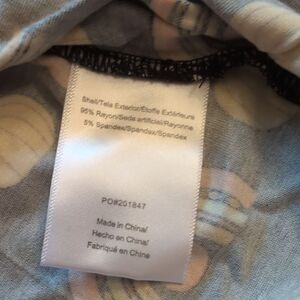 Shell/Tela Exterior/Etoffe Extérieure
95% Rayon/Seda artificial/Rayonne
5% Spandex/Spandex/Spandex
PO#201847
Made in China/
Hecho en China/
Fabriqué en Chine